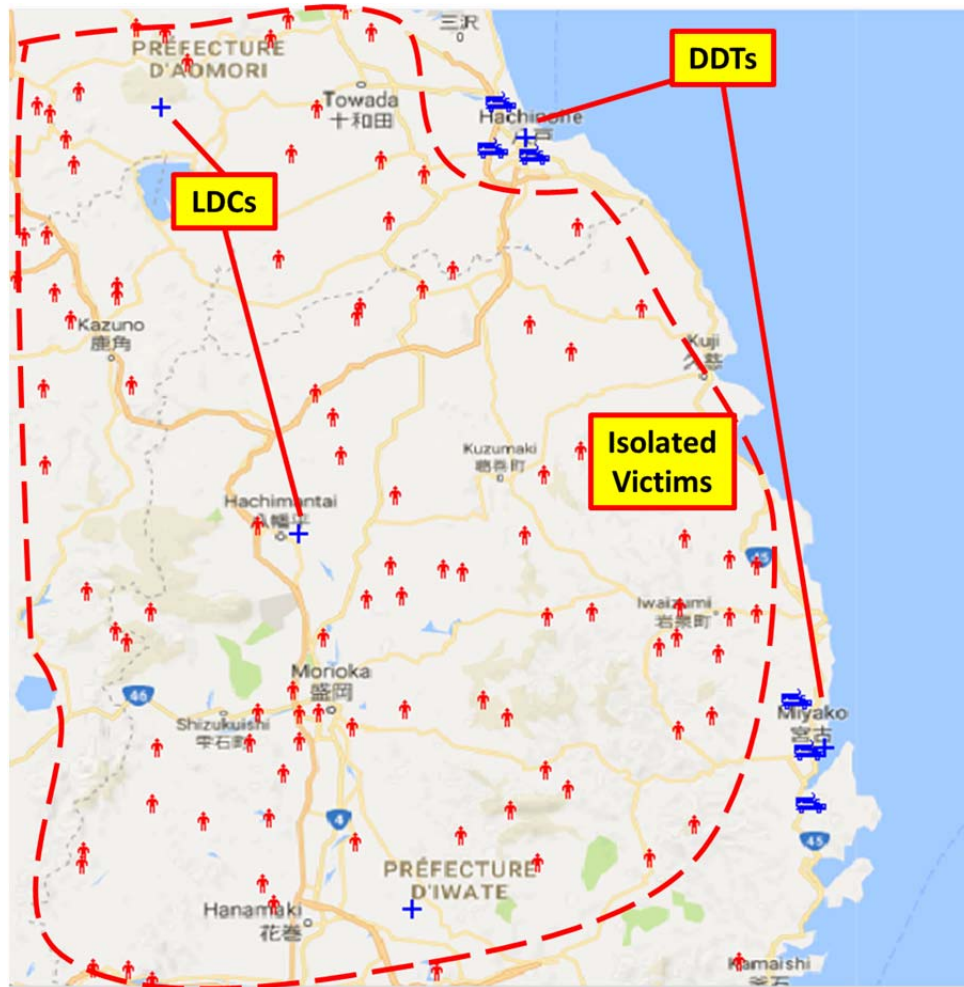 三沢
PRÉFECTURE
D'AOMORI
DDTs
Towada
十和田
Hachinohe
LDCs
Kazuno
鹿角
Kuji
Isolated
Victims
Kuzumaki
葛巻町
Hachimantai
八幡平
45
Iwaizumi
岩泉町
Morioka
盛岡
46
Shizukuishi
雫石町
Miyako
宮古
4
45
PRÉFECTURE
D'IWATE
Hanamaki
花巻
Kamaishi
釜石